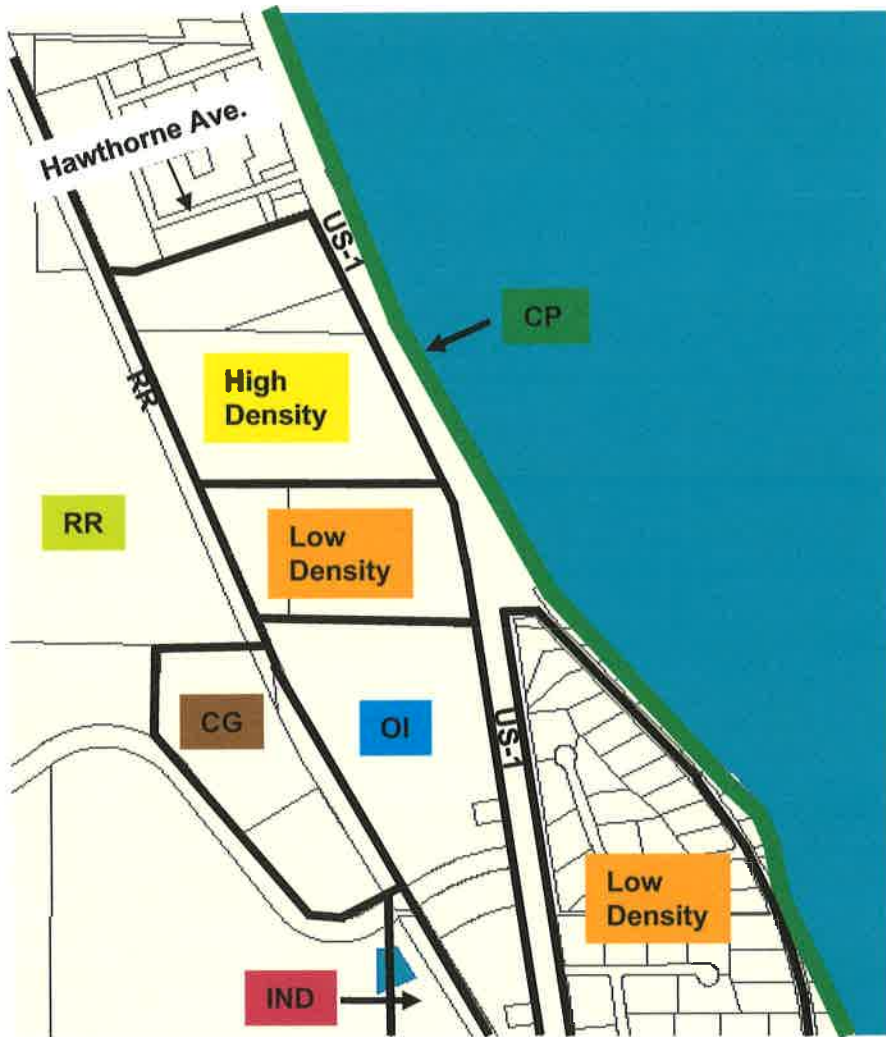 Hawthorne Ave.
US-1
CP
RR
High
Density
RR
Low
Density
CG
OI
US-1
Low
Density
IND